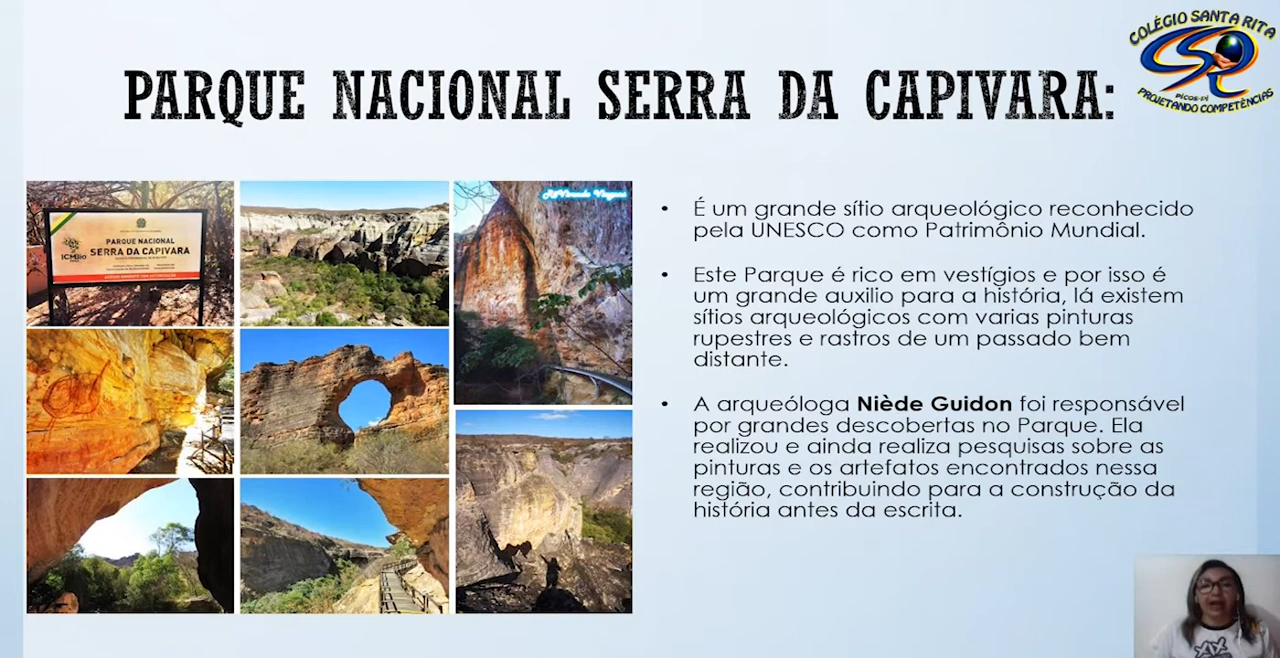 COLÉGIO SANTA RITA
PICOS-PI
PROJETANDO COMPETÊNCIAS
PARQUE NACIONAL SERRA DA CAPIVARA:
PARQUE NACIONAL
SERRA DA CAPIVARA
ICMBio
É um grande sítio arqueológico reconhecido
pela UNESCO como Patrimônio Mundial.
Este Parque é rico em vestígios e por isso é
um grande auxilio para a história, lá existem
sítios arqueológicos com varias pinturas
rupestres e rastros de um passado bem
distante.
A arqueóloga Niède Guidon foi responsável
por grandes descobertas no Parque. Ela
realizou e ainda realiza pesquisas sobre as
pinturas e os artefatos encontrados nessa
região, contribuindo para a construção da
história antes da escrita.